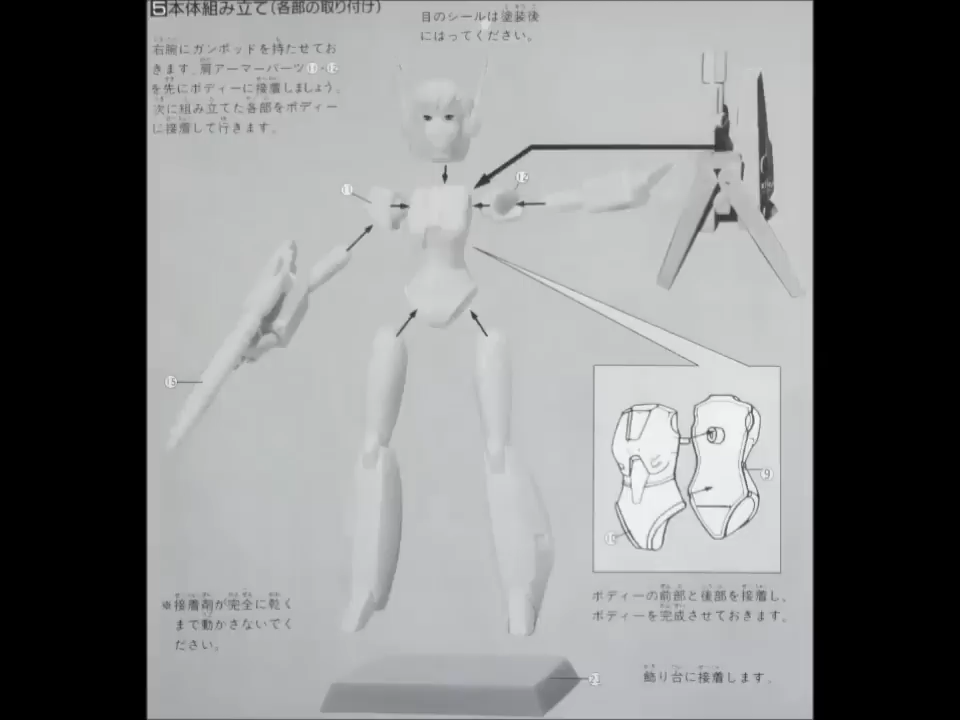 5本体組み立て(各部の取り付け)
目のシールは塗装後
にはってください。
右腕にガンポッドを持たせてお
きます。肩アーマーパーツ⑪・⑫
を先にボディーに接着しましょう。
次に組み立てた各部をボディー
に接着して行きます。
⑪
⑫
⑮
⑨
※接着剤が完全に乾く
まで動かさないでく
ださい。
ボディーの前部と後部を接着し、
ボディーを完成させておきます。
飾り台に接着します。